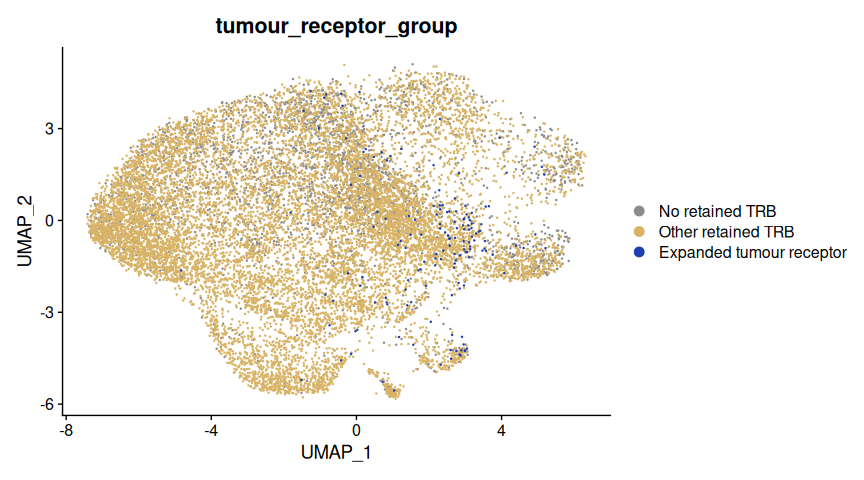 tumour_receptor_group
UMAP_2
3
0
-3
-6
-8
-4
0
4
UMAP_1
No retained TRB
Other retained TRB
Expanded tumour receptor